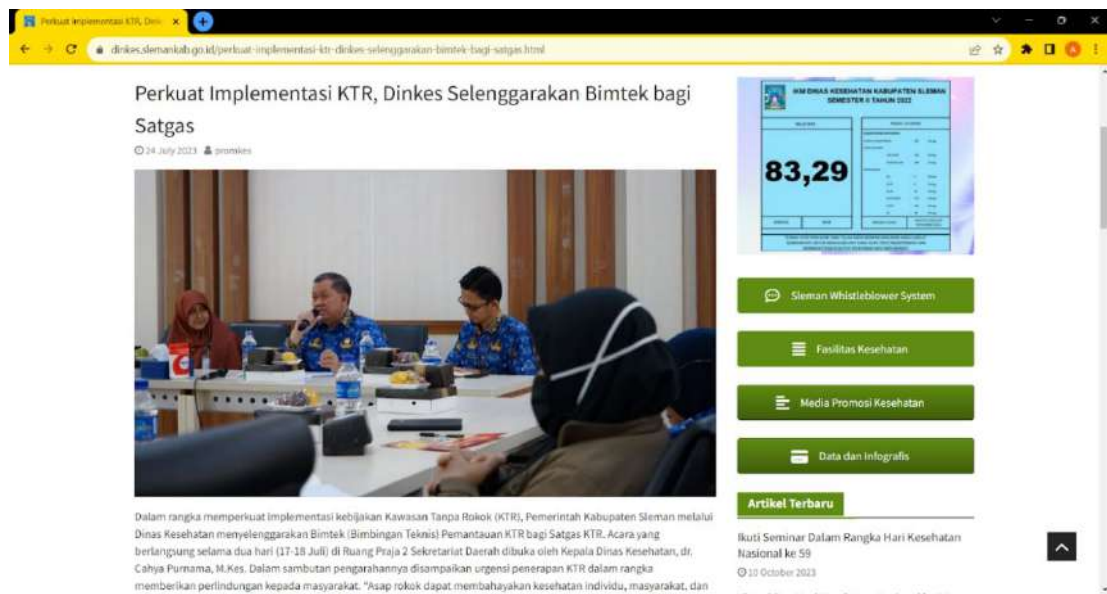 Perkuat Implementasi KTR, Dink
dinkes.slemankab.go.id/perkuat-implementasi-ktr-dinkes-selenggarakan-bimtek-bagi-satgas.html
Perkuat Implementasi KTR, Dinkes Selenggarakan Bimtek bagi
Satgas
24 July 2023 promkes
Dalam rangka memperkuat implementasi kebijakan Kawasan Tanpa Rokok (KTR), Pemerintah Kabupaten Sleman melalui
Dinas Kesehatan menyelenggarakan Bimtek (Bimbingan Teknis) Pemantauan KTR bagi Satgas KTR. Acara yang
berlangsung selama dua hari (17-18 Juli) di Ruang Praja 2 Sekretariat Daerah dibuka oleh Kepala Dinas Kesehatan, dr.
Cahya Purnama, M.Kes. Dalam sambutan pengarahannya disampaikan urgensi penerapan KTR dalam rangka
memberikan perlindungan kepada masyarakat. "Asap rokok dapat membahayakan kesehatan individu, masyarakat, dan
IKM DINAS KESEHATAN KABUPATEN SLEMAN
SEMESTER II TAHUN 2022
83,29
Sleman Whistleblower System
Fasilitas Kesehatan
Media Promosi Kesehatan
Data dan Infografis
Artikel Terbaru
Ikuti Seminar Dalam Rangka Hari Kesehatan
Nasional ke 59
10 October 2023